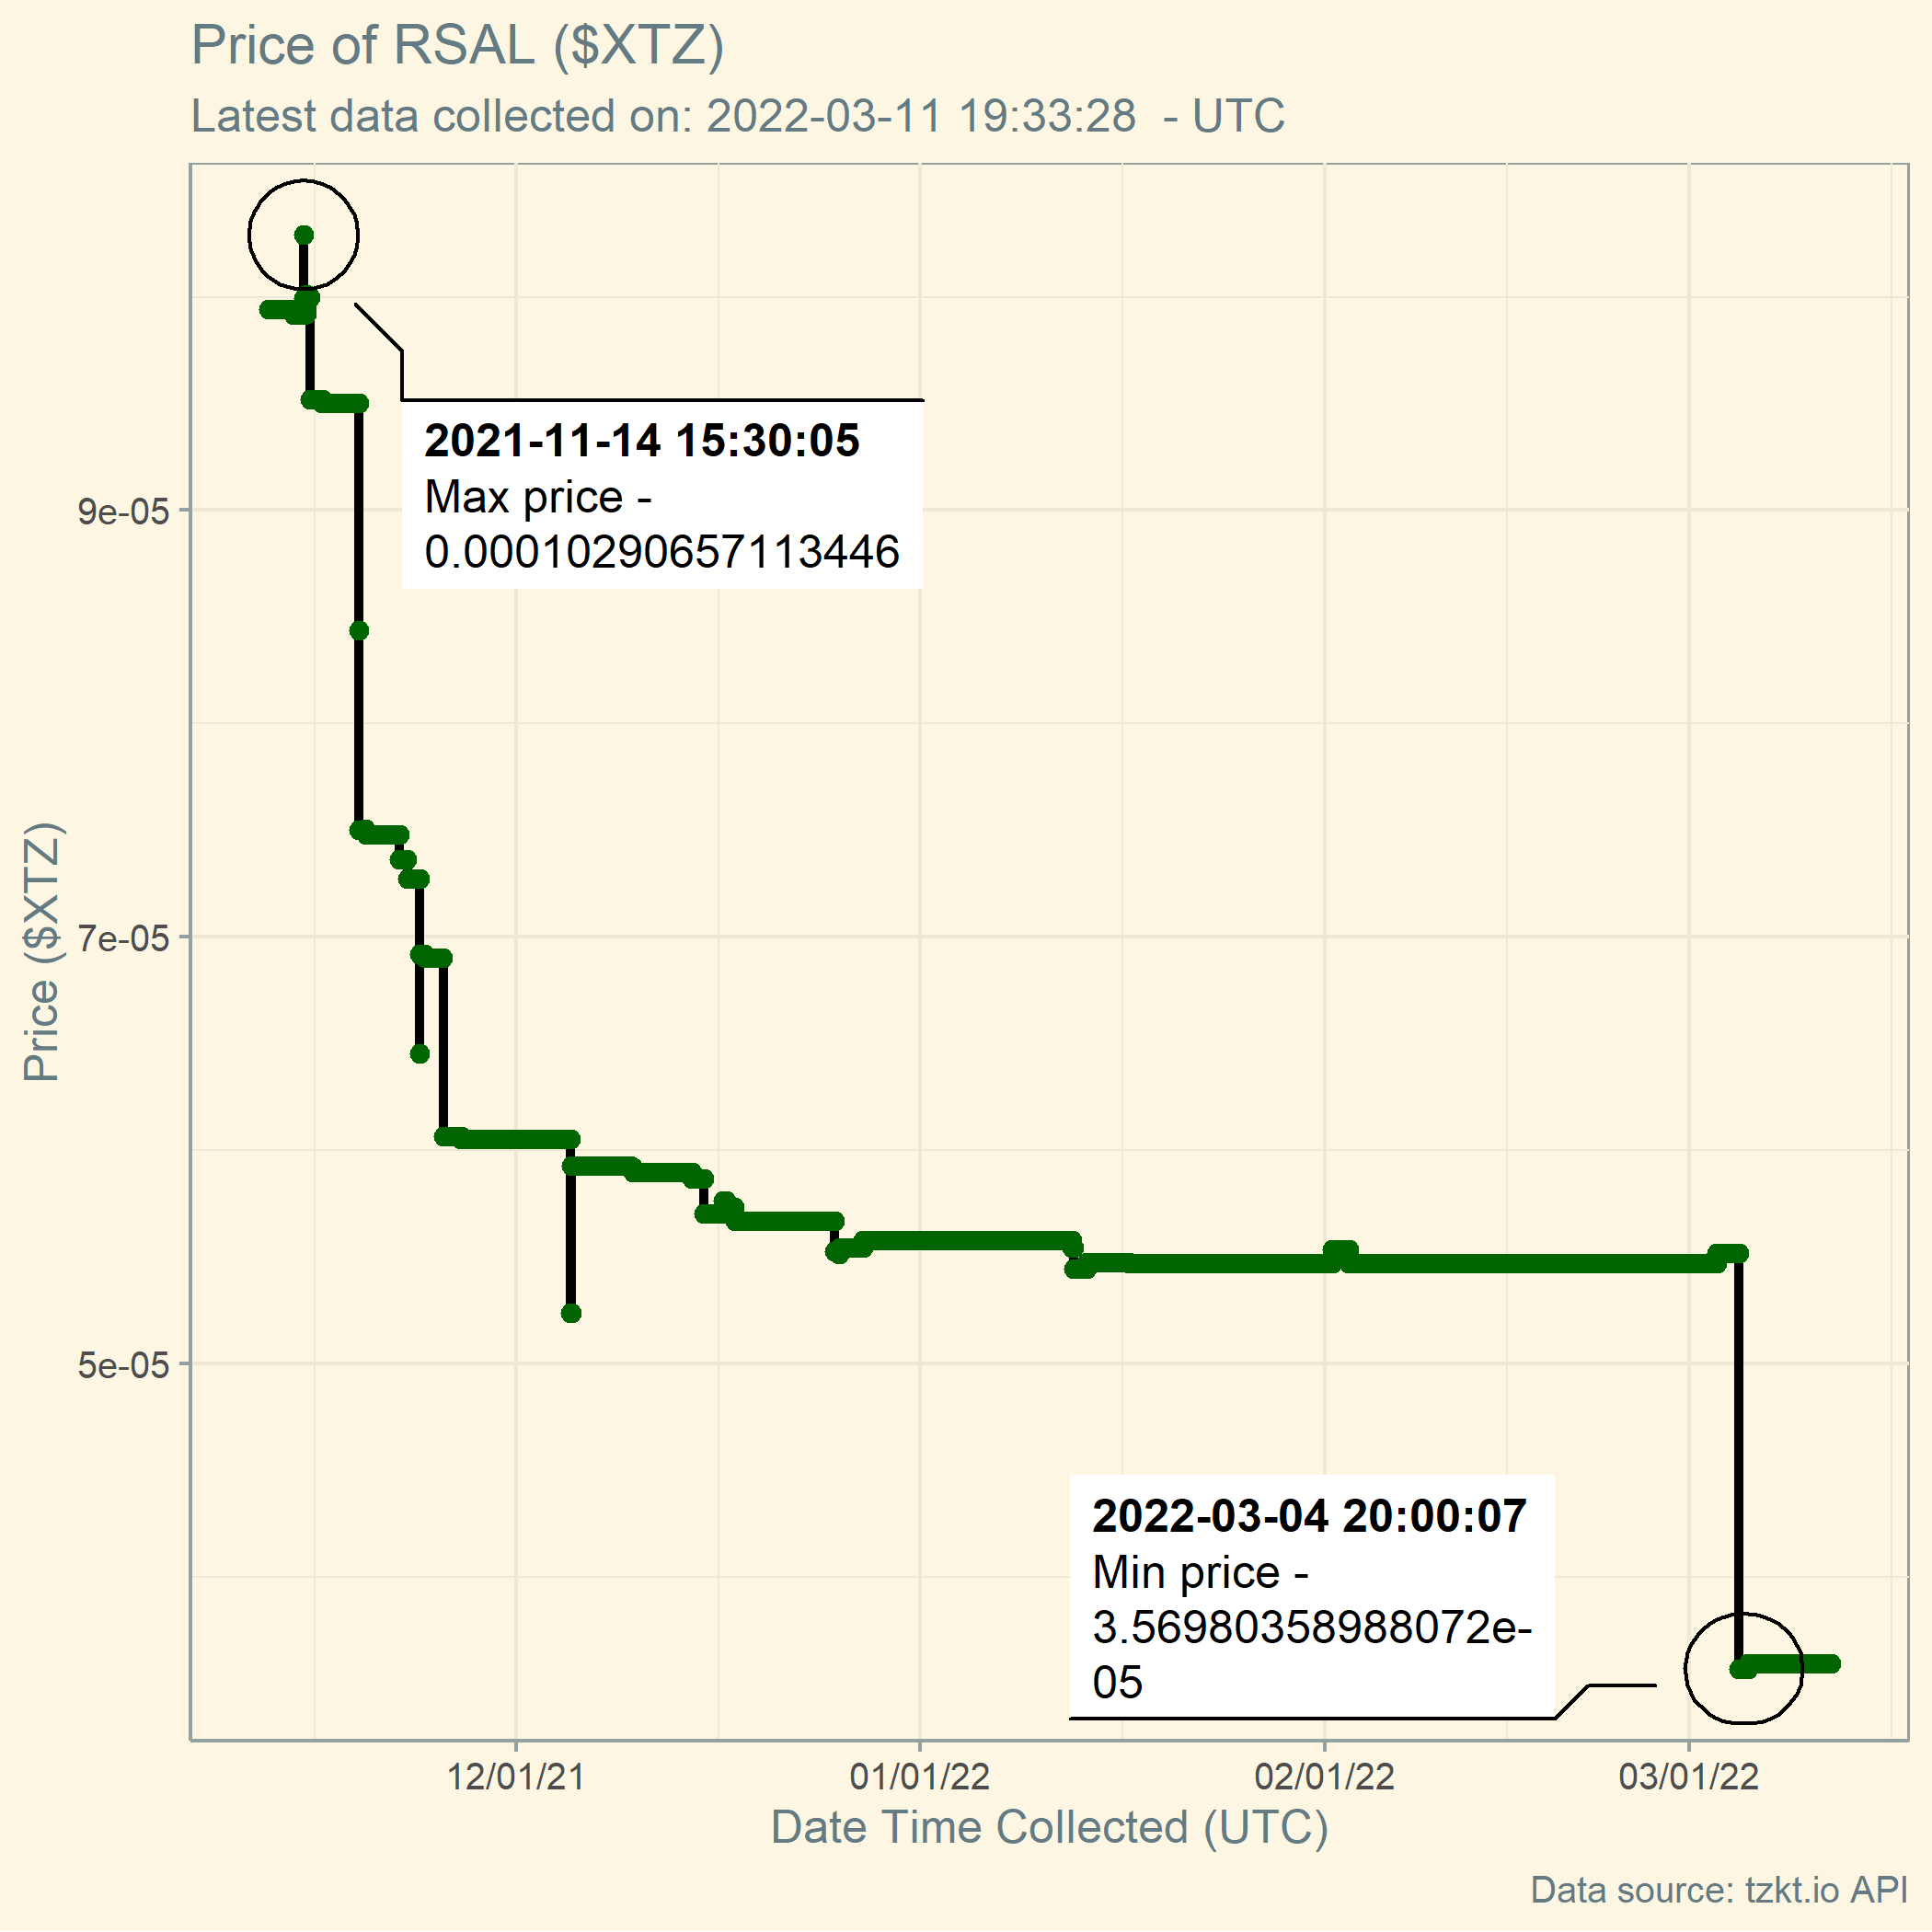 Price of RSAL ($XTZ)
Latest data collected on: 2022-03-11 19:33:28  - UTC
2021-11-14 15:30:05
Max price -
0.00010290657113446
9e-05
7e-05
5e-05
Price ($XTZ)
2022-03-04 20:00:07
Min price -
3.56980358988072e-
05
12/01/21
01/01/22
02/01/22
03/01/22
Date Time Collected (UTC)
Data source: tzkt.io API